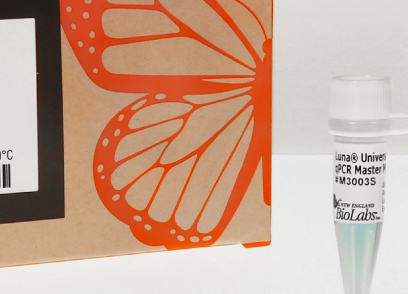 °C
Luna® Univers
qPCR Master M
#M3003S
NEW ENGLAND
BioLabs